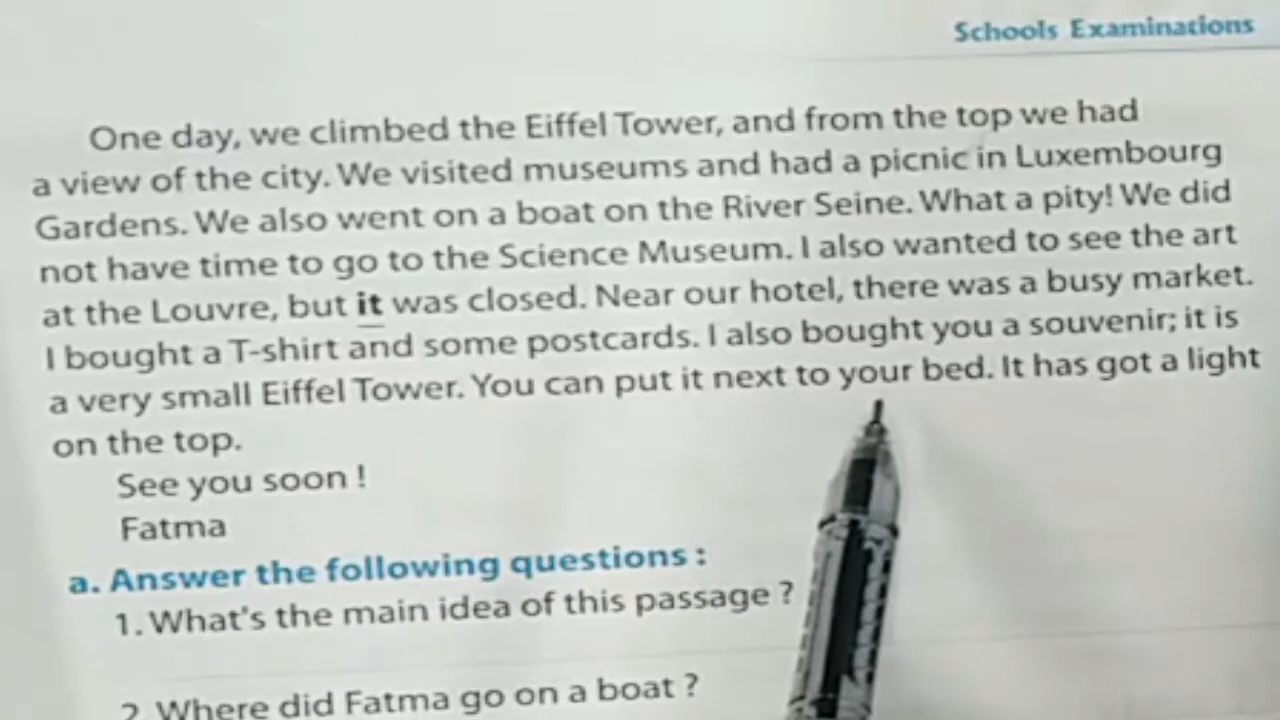 Schools Examinations
One day, we climbed the Eiffel Tower, and from the top we had
a view of the city. We visited museums and had a picnic in Luxembourg
Gardens. We also went on a boat on the River Seine. What a pity! We did
not have time to go to the Science Museum. I also wanted to see the art
at the Louvre, but it was closed. Near our hotel, there was a busy market.
I bought a T-shirt and some postcards. I also bought you a souvenir; it is
a very small Eiffel Tower. You can put it next to your bed. It has got a light
on the top.
See you soon !
Fatma
a. Answer the following questions :
1. What's the main idea of this passage ?
2. Where did Fatma go on a boat ?